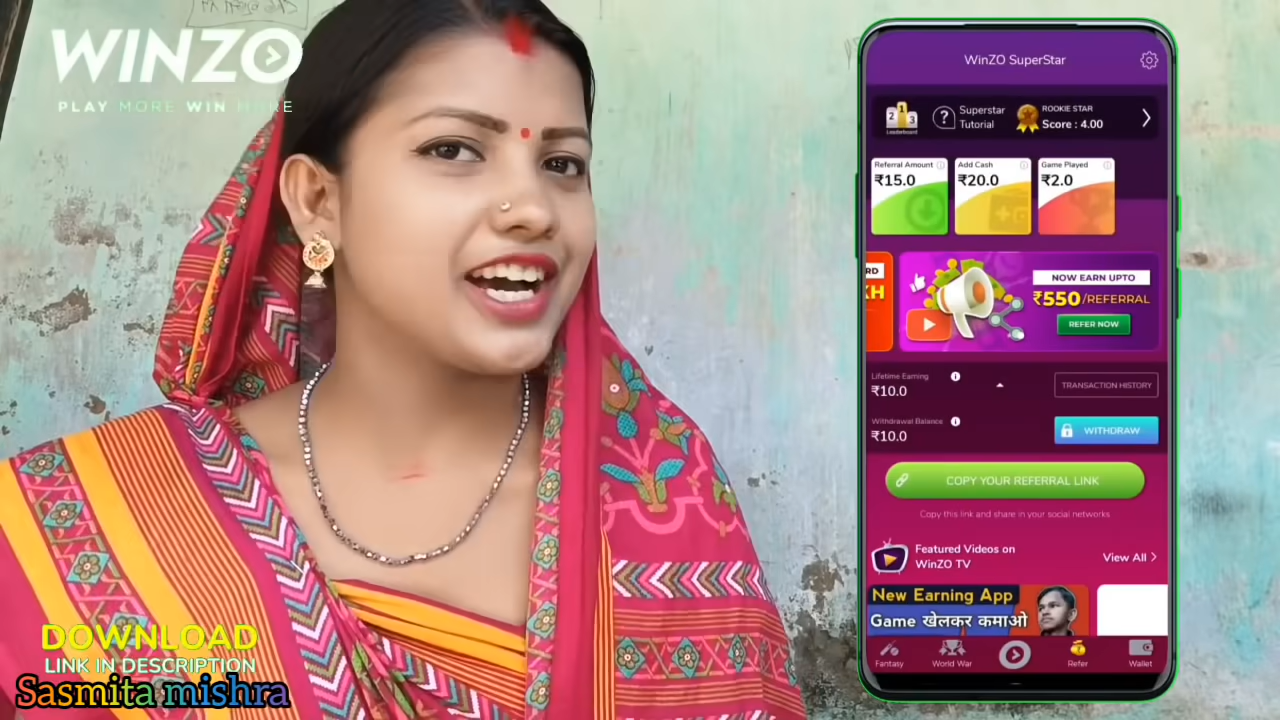 WINZO
PLAY MORE WIN MORE
DOWNLOAD
LINK IN DESCRIPTION
Sasmita mishra
WinZO SuperStar
Leaderboard
Superstar
Tutorial
ROOKIE STAR
Score : 4.00
Referral Amount
₹15.0
Add Cash
₹20.0
Game Played
₹2.0
RD
KH
NOW EARN UPTO
₹550/REFERRAL
REFER NOW
Lifetime Earning
₹10.0
TRANSACTION HISTORY
Withdrawal Balance
₹10.0
WITHDRAW
COPY YOUR REFERRAL LINK
Copy this link and share in your social networks
Featured Videos on
WinZO TV
View All
New Earning App
Game खेलकर कमाओ
Fantasy
World War
Refer
Wallet